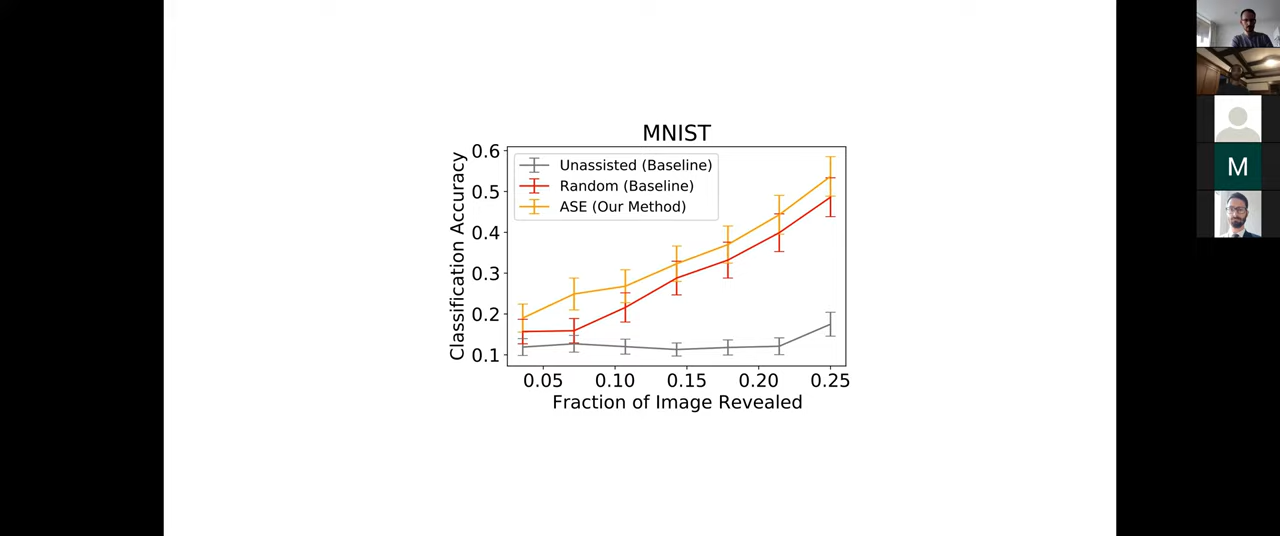 MNIST
0.6
0.5
0.4
0.3
0.2
0.1
Classification Accuracy
Unassisted (Baseline)
Random (Baseline)
ASE (Our Method)
0.05 0.10 0.15 0.20 0.25
Fraction of Image Revealed
M